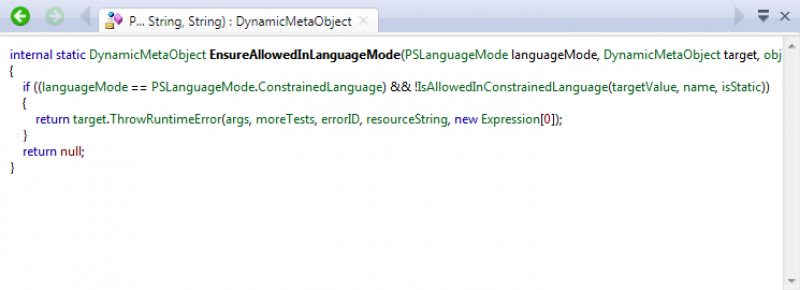 P... String, String) : DynamicMetaObject
internal static DynamicMetaObject EnsureAllowedInLanguageMode(PSLanguageMode languageMode, DynamicMetaObject target, obj
{
if ((languageMode == PSLanguageMode.ConstrainedLanguage) && !IsAllowedInConstrainedLanguage(targetValue, name, isStatic))
{
return target.ThrowRuntimeError(args, moreTests, errorID, resourceString, new Expression[0]);
}
return null;
}